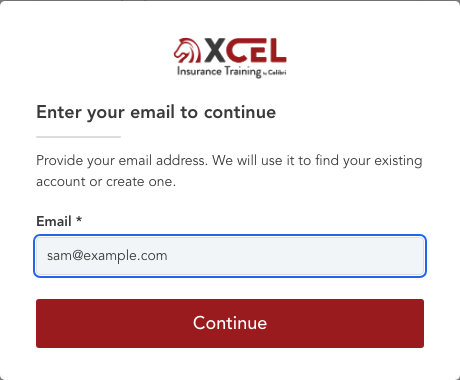 XCEL
Insurance Training by Colibri
Enter your email to continue
Provide your email address. We will use it to find your existing
account or create one.
Email *
sam@example.com
Continue